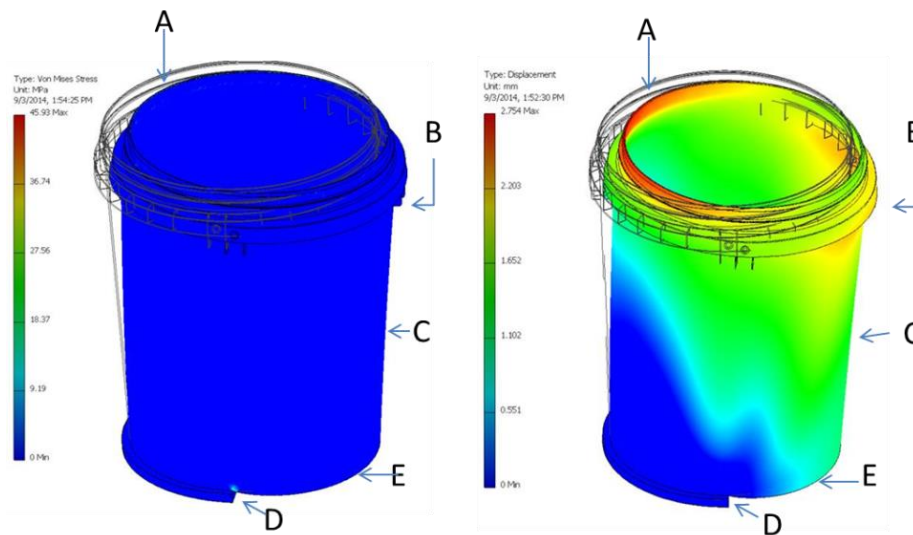 A
Type: Von Mises Stress
Unit: MPa
9/3/2014, 1:54:25 PM
45.93 Max
36.74
27.56
18.37
9.19
0 Min
B
C
E
D
A
Type: Displacement
Unit: mm
9/3/2014, 1:52:30 PM
2.754 Max
2.203
1.652
1.102
0.551
0 Min
E
D